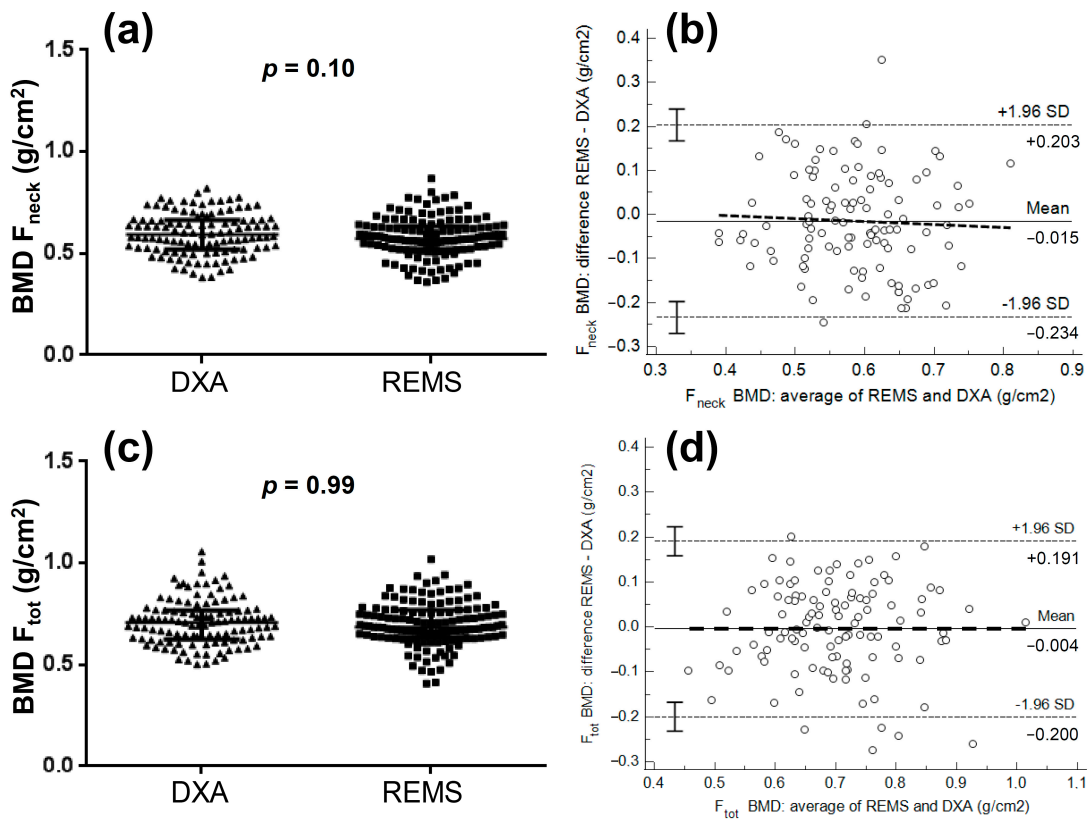 (a)
1.5
1.0
0.5
0.0
BMD Fneck (g/cm2)
p = 0.10
DXA
REMS
(b)
0.4
0.3
0.2
0.1
0.0
−0.1
−0.2
−0.3
Fneck BMD: difference REMS - DXA (g/cm2)
+1.96 SD
+0.203
Mean
−0.015
-1.96 SD
−0.234
0.3 0.4 0.5 0.6 0.7 0.8 0.9
Fneck BMD: average of REMS and DXA (g/cm2)
(c)
1.5
1.0
0.5
0.0
BMD Ftot (g/cm2)
p = 0.99
DXA
REMS
(d)
0.4
0.3
0.2
0.1
0.0
−0.1
−0.2
−0.3
Ftot BMD: difference REMS - DXA (g/cm2)
+1.96 SD
+0.191
Mean
−0.004
-1.96 SD
−0.200
0.4 0.5 0.6 0.7 0.8 0.9 1.0 1.1
Ftot BMD: average of REMS and DXA (g/cm2)